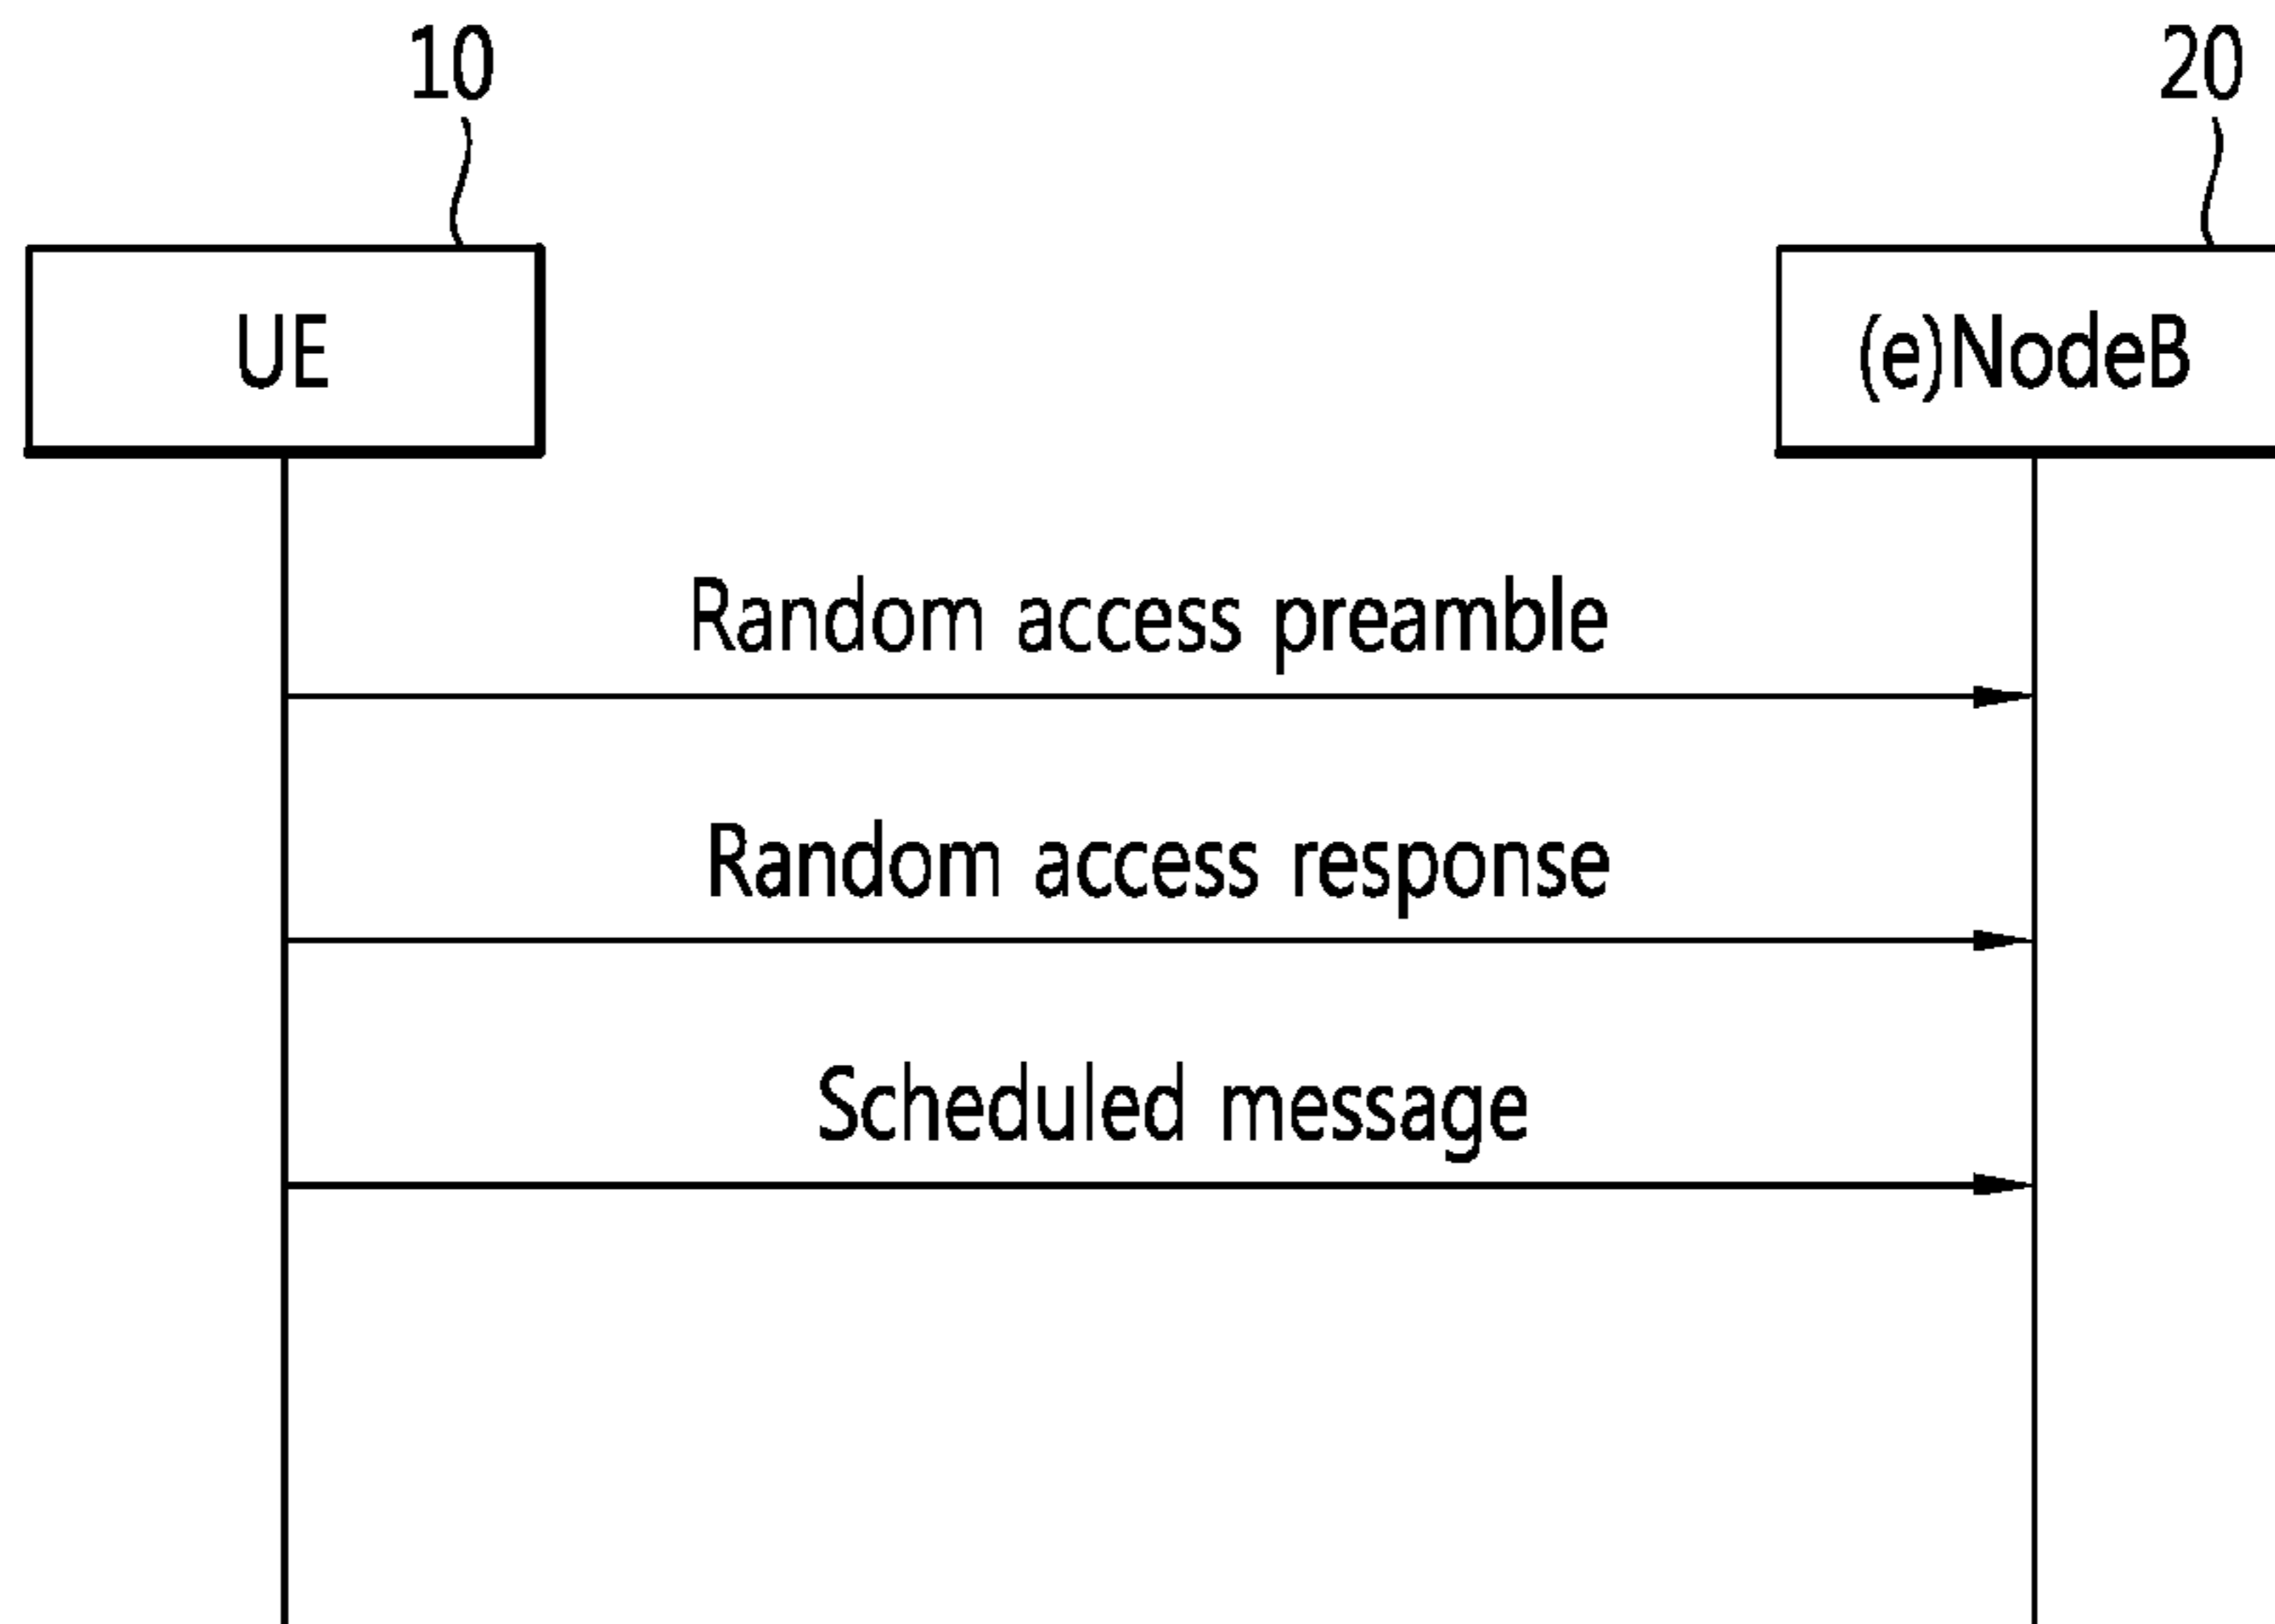 10
20
UE
(e)NodeB
Random access preamble
Random access response
Scheduled message